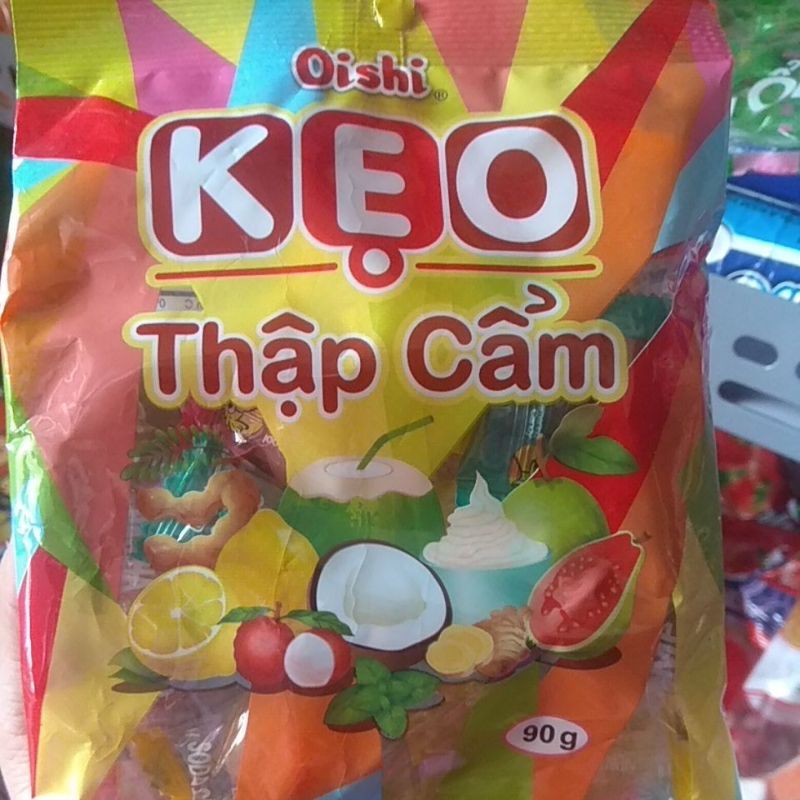 Oishi®
KẸO
Thập Cẩm
90g